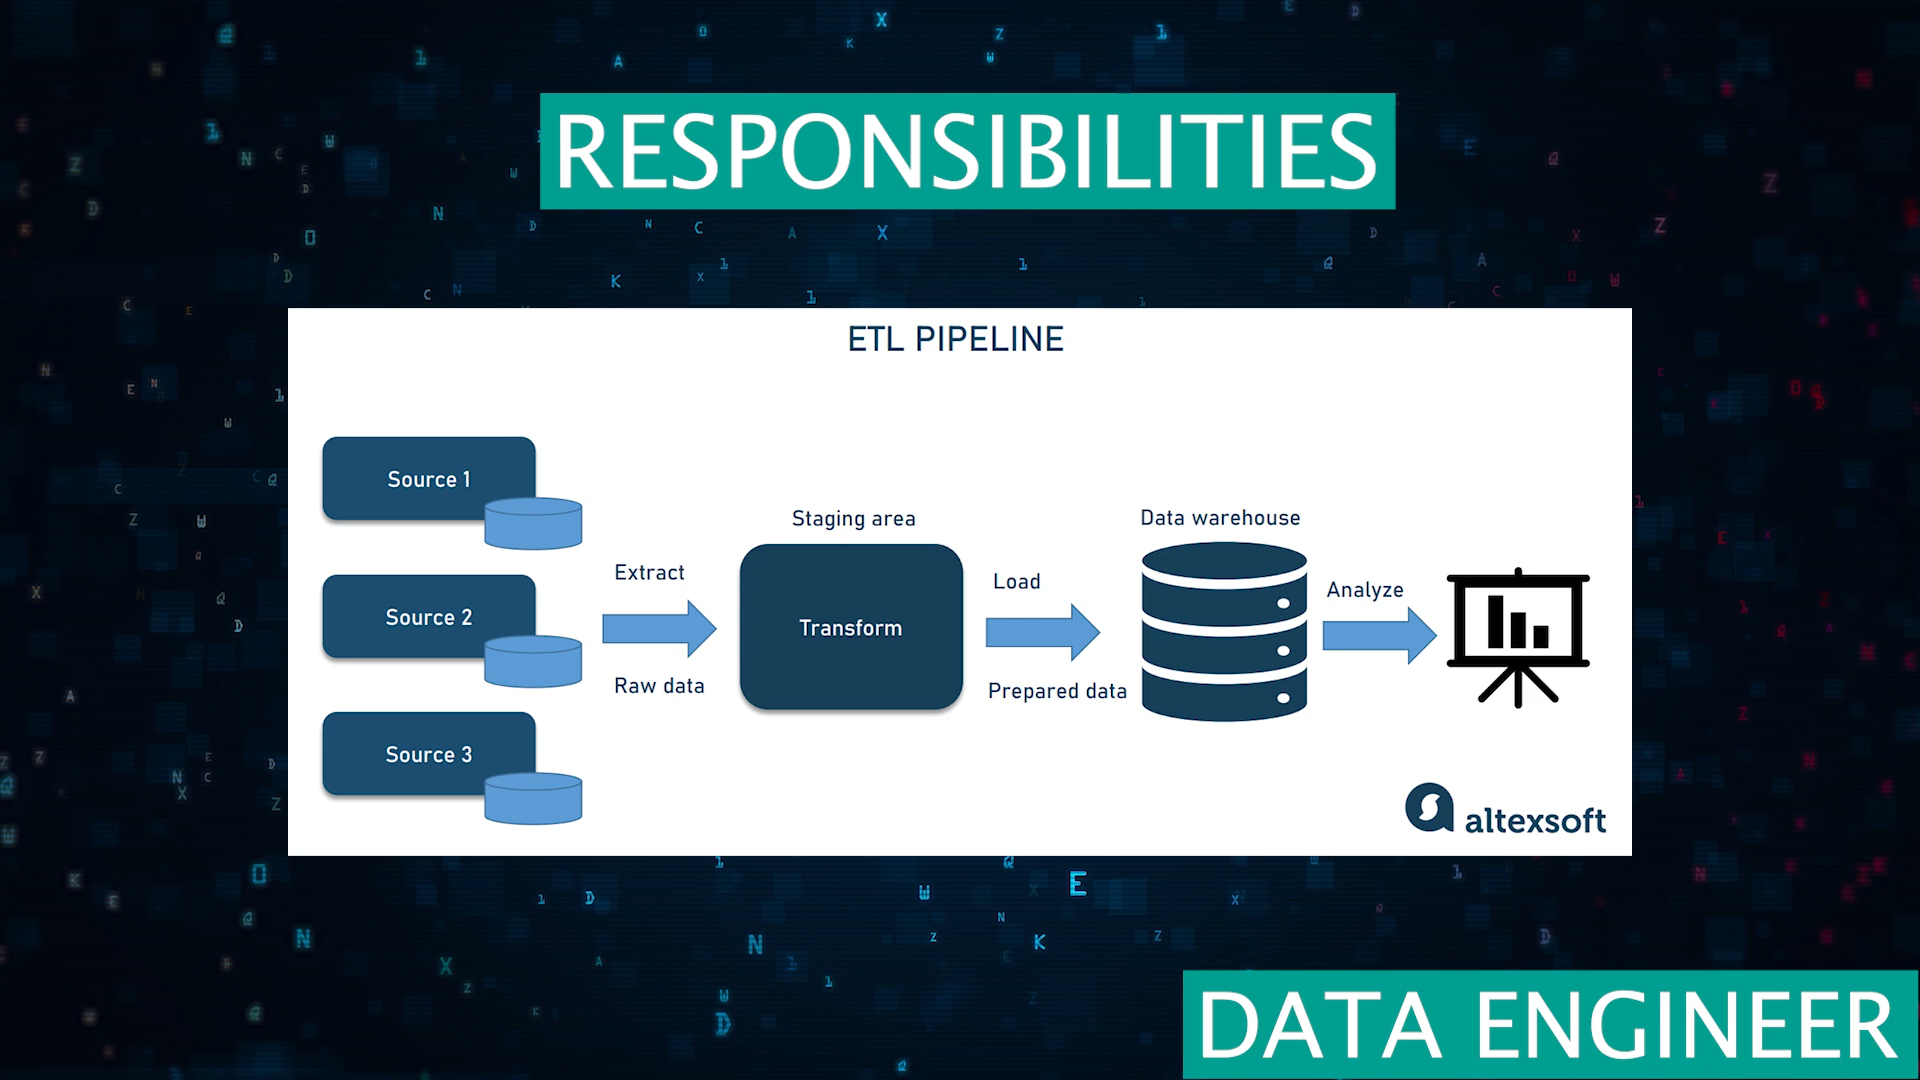 RESPONSIBILITIES
ETL PIPELINE
Source 1
Source 2
Source 3
Extract
Raw data
Staging area
Transform
Load
Prepared data
Data warehouse
Analyze
altexsoft
DATA ENGINEER